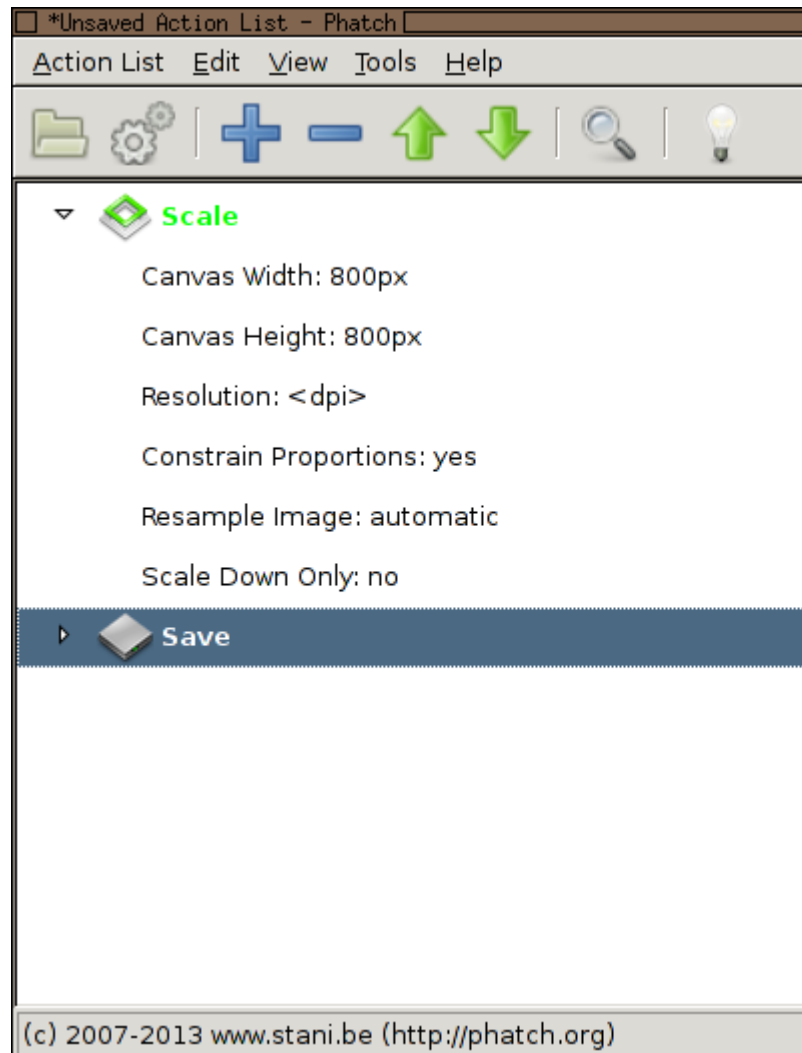 *Unsaved Action List - Phatch
Action List Edit View Tools Help
Scale
Canvas Width: 800px
Canvas Height: 800px
Resolution: <dpi>
Constrain Proportions: yes
Resample Image: automatic
Scale Down Only: no
Save
(c) 2007-2013 www.stani.be (http://phatch.org)